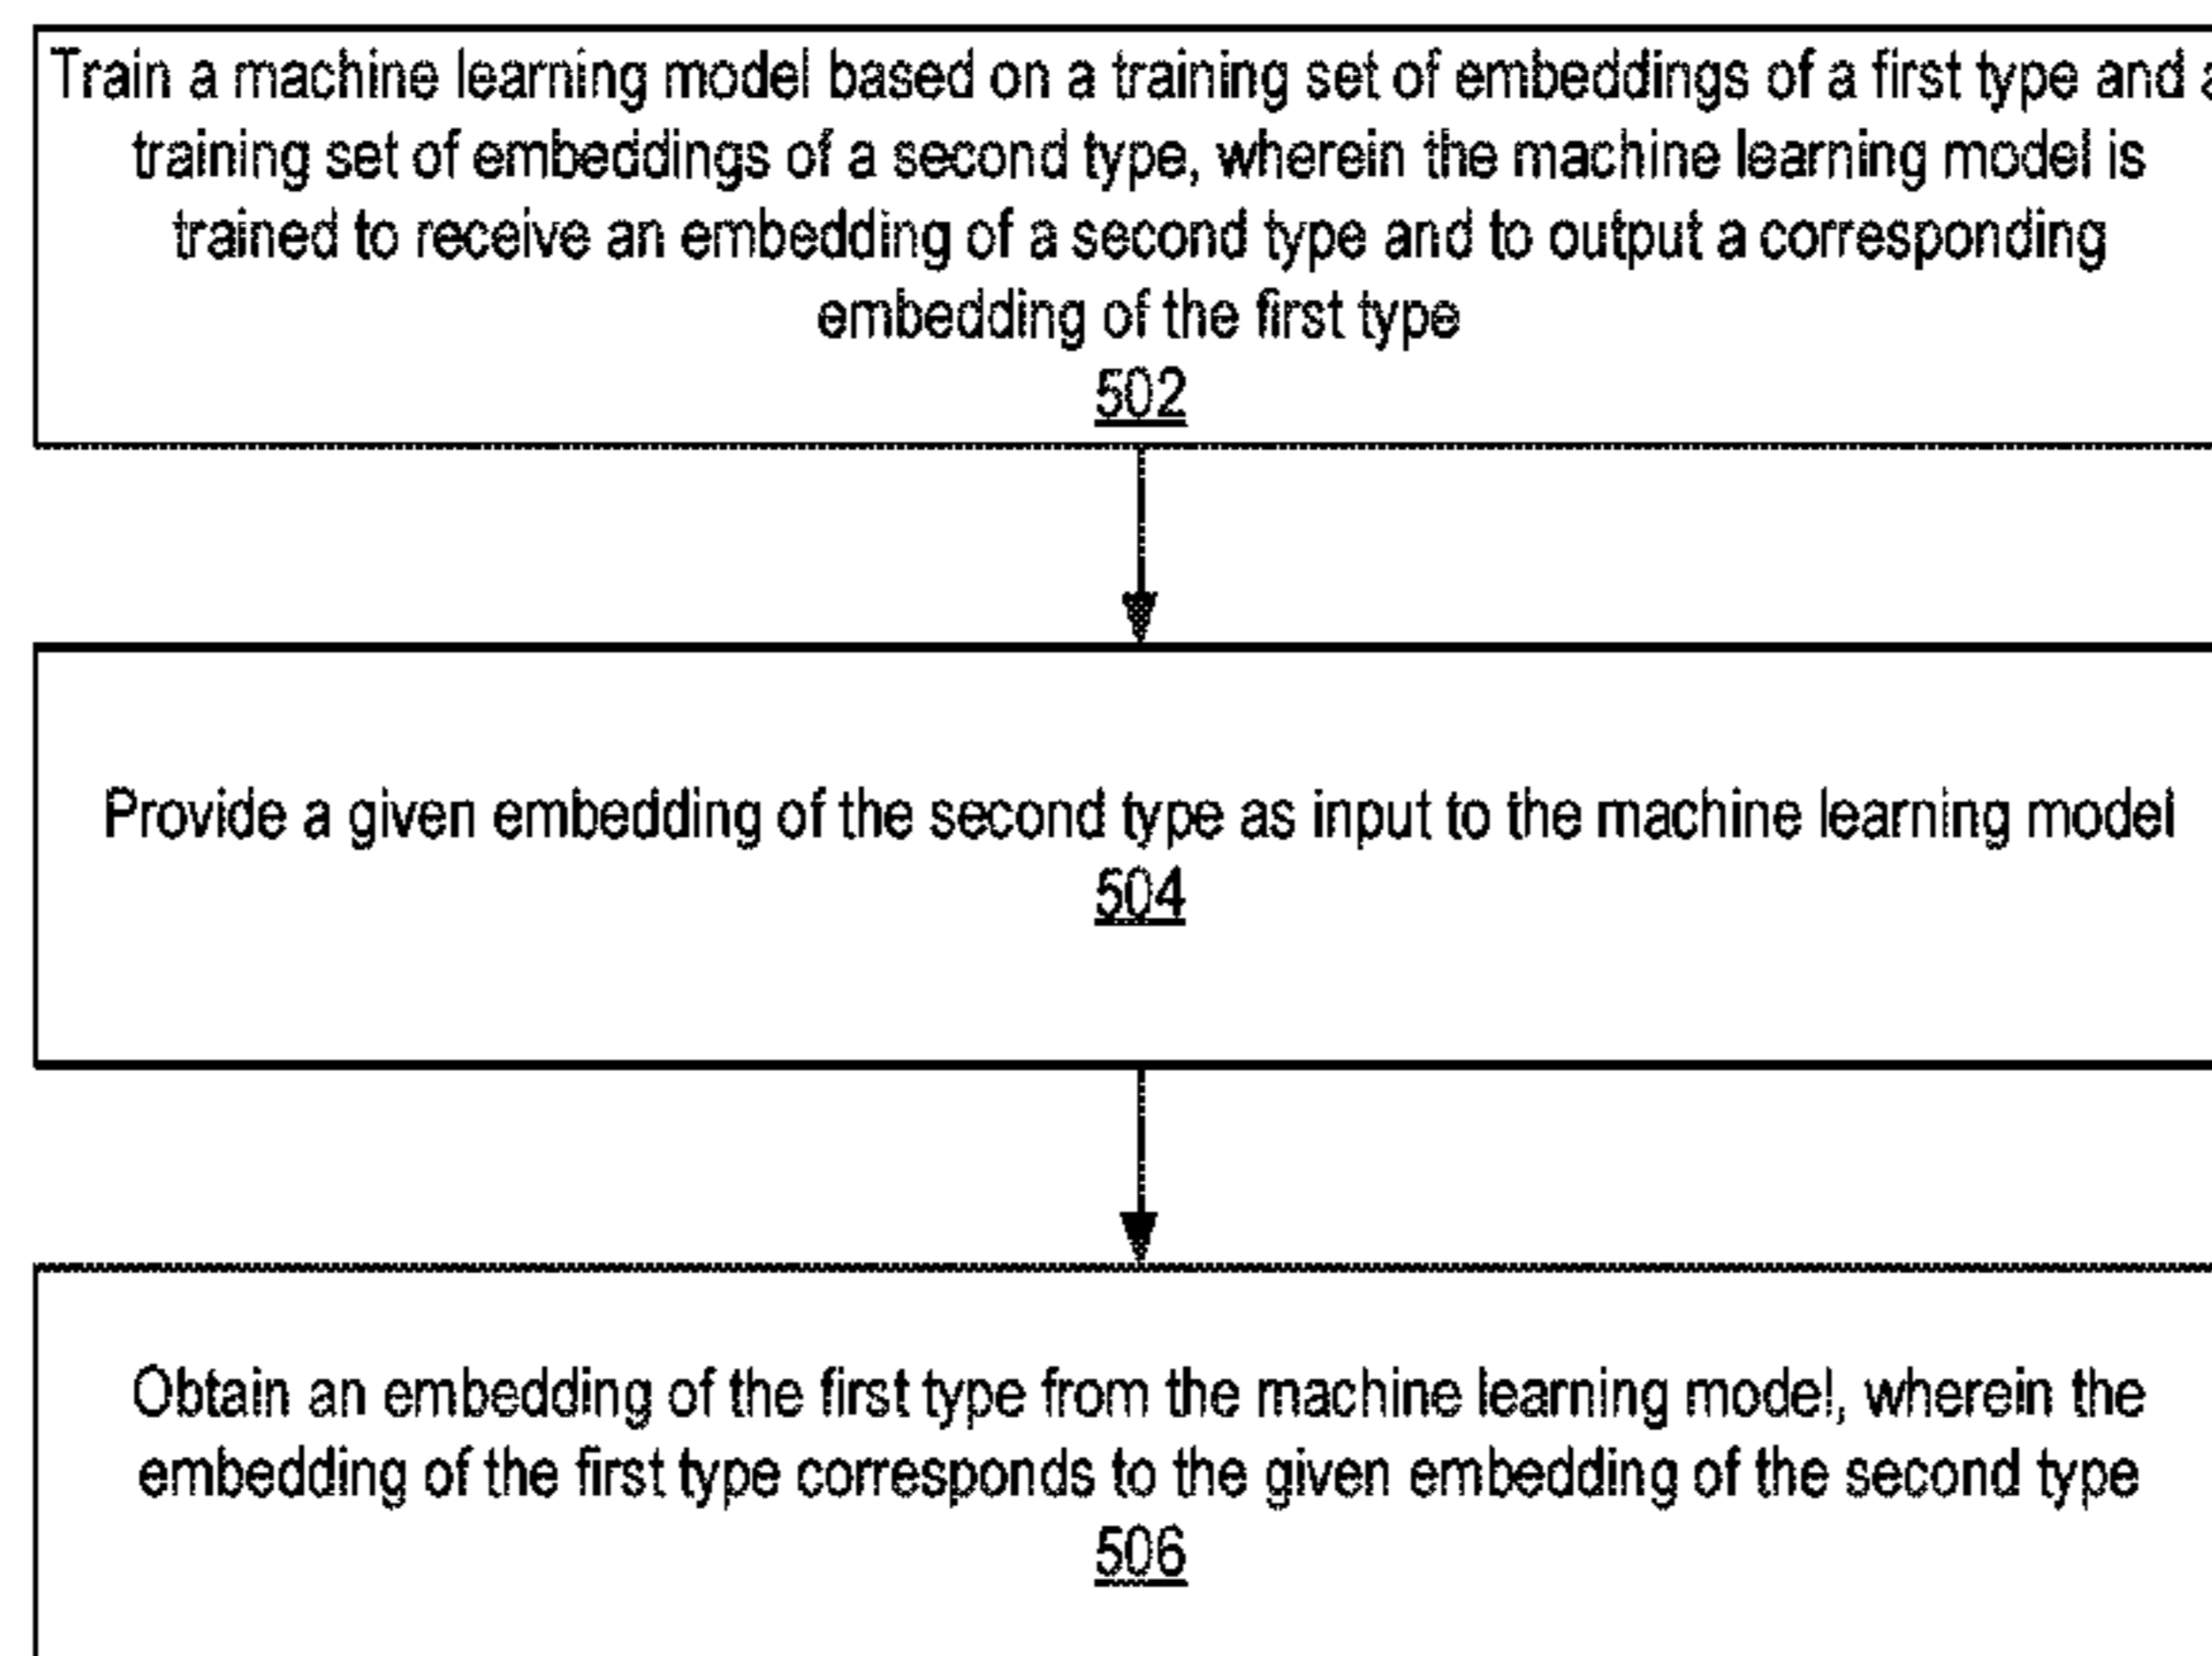 Train a machine learning model based on a training set of embeddings of a first type and a
training set of embeddings of a second type, wherein the machine learning model is
trained to receive an embedding of a second type and to output a corresponding
embedding of the first type
502
Provide a given embedding of the second type as input to the machine learning model
504
Obtain an embedding of the first type from the machine learning model, wherein the
embedding of the first type corresponds to the given embedding of the second type
506